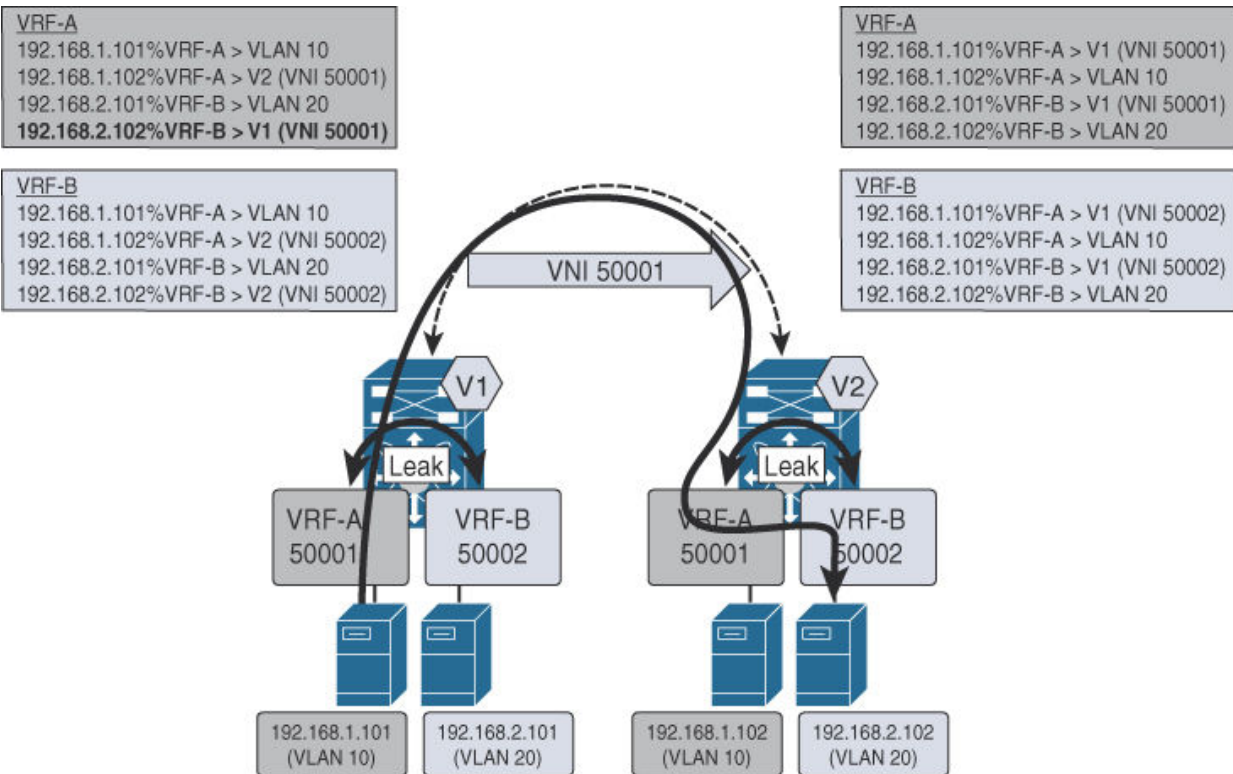 VRF-A
192.168.1.101%VRF-A > VLAN 10
192.168.1.102%VRF-A > V2 (VNI 50001)
192.168.2.101%VRF-B > VLAN 20
192.168.2.102%VRF-B > V1 (VNI 50001)
VRF-B
192.168.1.101%VRF-A > VLAN 10
192.168.1.102%VRF-A > V2 (VNI 50002)
192.168.2.101%VRF-B > VLAN 20
192.168.2.102%VRF-B > V2 (VNI 50002)
VRF-A
192.168.1.101%VRF-A > V1 (VNI 50001)
192.168.1.102%VRF-A > VLAN 10
192.168.2.101%VRF-B > V1 (VNI 50001)
192.168.2.102%VRF-B > VLAN 20
VRF-B
192.168.1.101%VRF-A > V1 (VNI 50002)
192.168.1.102%VRF-A > VLAN 10
192.168.2.101%VRF-B > V1 (VNI 50002)
192.168.2.102%VRF-B > VLAN 20
VNI 50001
V1
V2
Leak
Leak
VRF-A
50001
VRF-B
50002
VRF-A
50001
VRF-B
50002
192.168.1.101
(VLAN 10)
192.168.2.101
(VLAN 20)
192.168.1.102
(VLAN 10)
192.168.2.102
(VLAN 20)